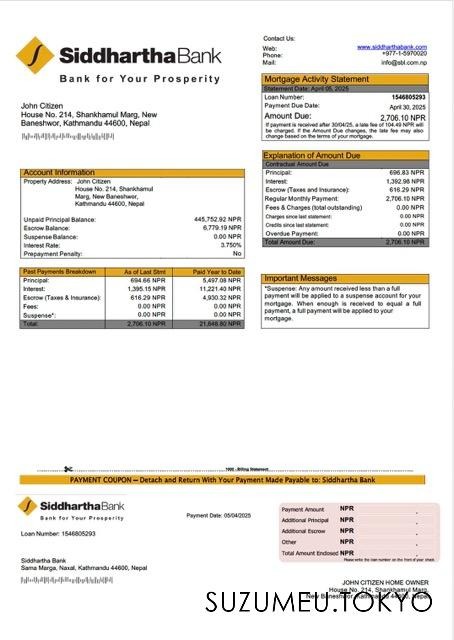 Contact Us:
Web: www.siddharthabank.com
Phone: +977-1-5970020
Mail: info@sbl.com.np
SiddharthaBank
Bank for Your Prosperity
Mortgage Activity Statement
Statement Date: April 05, 2025
Loan Number: 1546805293
Payment Due Date: April 30, 2025
Amount Due: 2,706.10 NPR
If payment is received after 30/04/25, a late fee of 104.49 NPR will
be charged. If the Amount Due changes, the late fee may also
change based on the terms of your mortgage.
John Citizen
House No. 214, Shankhamul Marg, New
Baneshwor, Kathmandu 44600, Nepal
Explanation of Amount Due
Contractual Amount Due
Principal: 696.83 NPR
Interest: 1,392.98 NPR
Escrow (Taxes and Insurance): 616.29 NPR
Regular Monthly Payment: 2,706.10 NPR
Fees & Charges (total outstanding) 0.00 NPR
Charges since last statement: 0.00 NPR
Credits since last statement: 0.00 NPR
Overdue Payment: 0.00 NPR
Total Amount Due: 2,706.10 NPR
Account Information
Property Address: John Citizen
House No. 214, Shankhamul
Marg, New Baneshwor,
Kathmandu 44600, Nepal
Unpaid Principal Balance: 445,752.92 NPR
Escrow Balance: 6,779.19 NPR
Suspense Balance: 0.00 NPR
Interest Rate: 3.750%
Prepayment Penalty: No
Past Payments Breakdown As of Last Stmt Paid Year to Date
Principal: 694.66 NPR 5,497.08 NPR
Interest: 1,395.15 NPR 11,221.40 NPR
Escrow (Taxes & Insurance): 616.29 NPR 4,930.32 NPR
Fees: 0.00 NPR 0.00 NPR
Suspense*: 0.00 NPR 0.00 NPR
Total: 2,706.10 NPR 21,648.80 NPR
Important Messages
*Suspense: Any amount received less than a full
payment will be applied to a suspense account for your
mortgage. When enough is received to equal a full
payment, a full payment will be applied to your
mortgage.
Billing Statement
PAYMENT COUPON – Detach and Return With Your Payment Made Payable to: Siddhartha Bank
SiddharthaBank
Bank for Your Prosperity
Payment Date: 05/04/2025
Loan Number: 1546805293
Payment Amount NPR .
Additional Principal NPR .
Additional Escrow NPR .
Other NPR .
Total Amount Enclosed NPR .
Please write the loan number on the front of your check.
Siddhartha Bank
Sama Marga, Naxal, Kathmandu 44600, Nepal
JOHN CITIZEN HOME OWNER
House No. 214, Shankhamul Marg,
New Baneshwor, Kathmandu 44600, Nepal
SUZUMEU.TOKYO